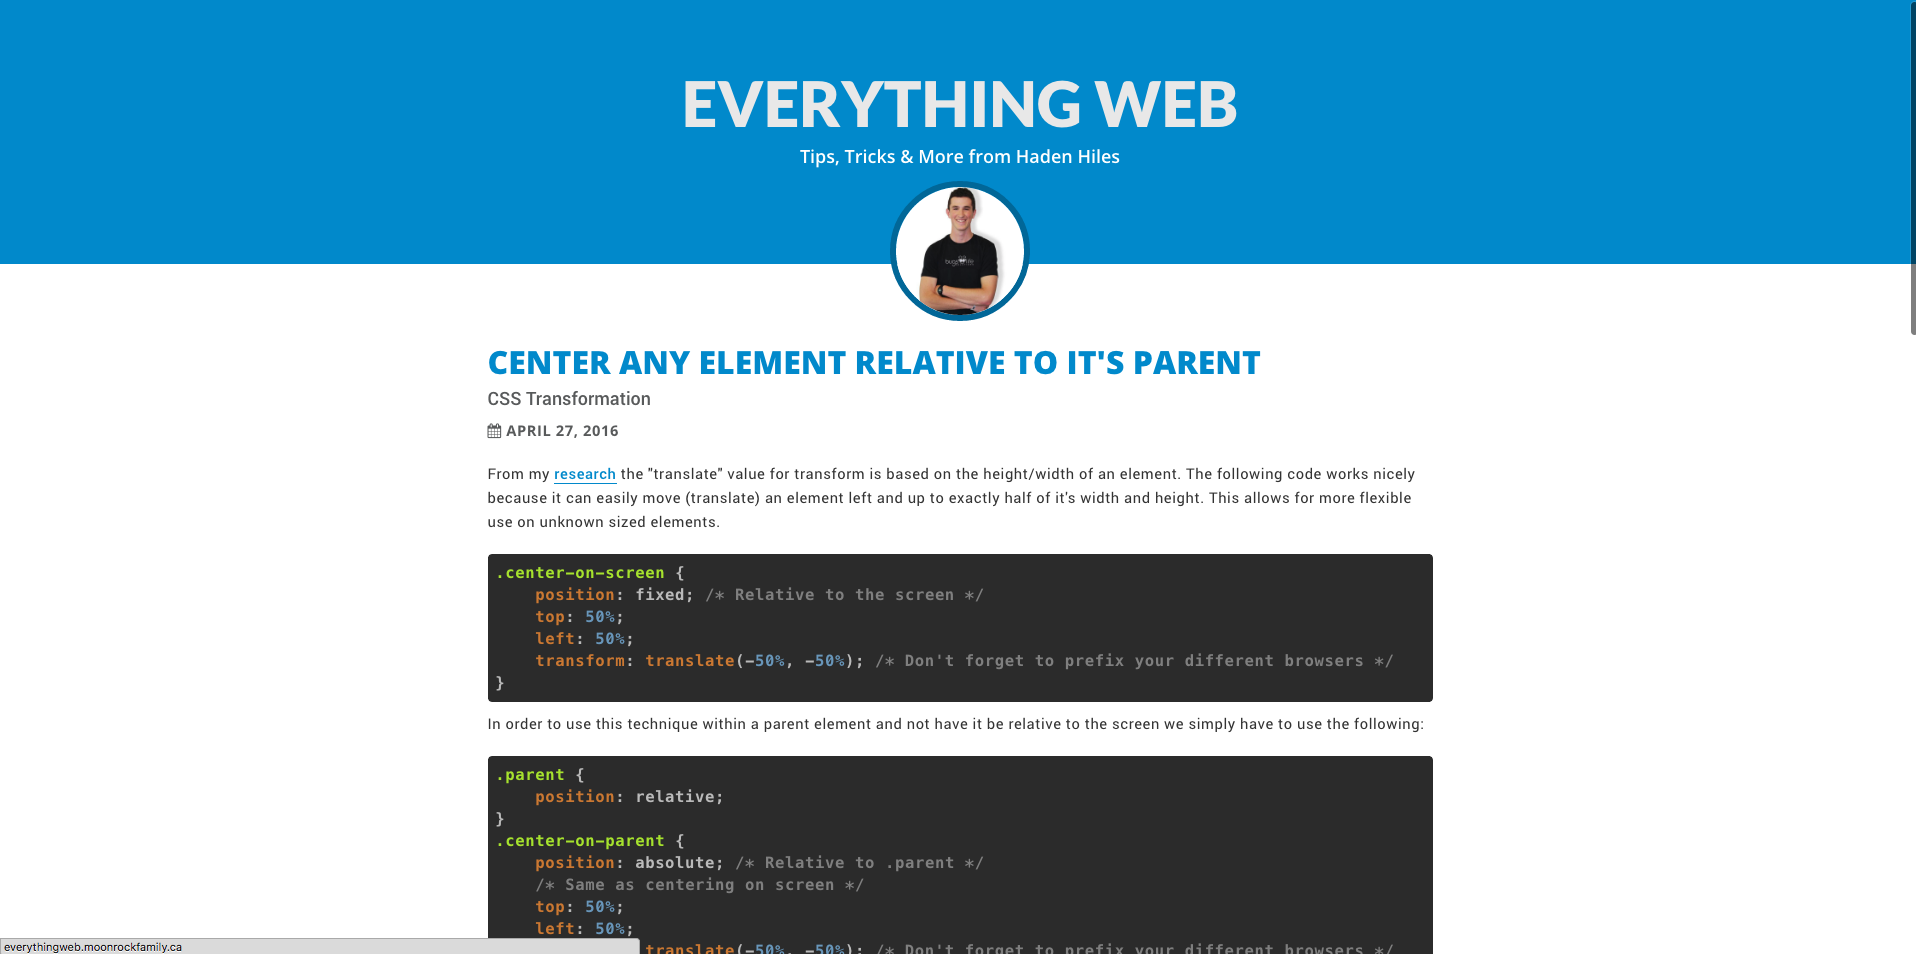 EVERYTHING WEB
Tips, Tricks & More from Haden Hiles
CENTER ANY ELEMENT RELATIVE TO IT'S PARENT
CSS Transformation
APRIL 27, 2016
From my research the "translate" value for transform is based on the height/width of an element. The following code works nicely
because it can easily move (translate) an element left and up to exactly half of it's width and height. This allows for more flexible
use on unknown sized elements.
.center-on-screen {
    position: fixed; /* Relative to the screen */
    top: 50%;
    left: 50%;
    transform: translate(-50%, -50%); /* Don't forget to prefix your different browsers */
}
In order to use this technique within a parent element and not have it be relative to the screen we simply have to use the following:
.parent {
    position: relative;
}
.center-on-parent {
    position: absolute; /* Relative to .parent */
    /* Same as centering on screen */
    top: 50%;
    left: 50%;
translate(-50%, -50%); /* Don't forget to prefix your different browsers */
everythingweb.moonrockfamily.ca